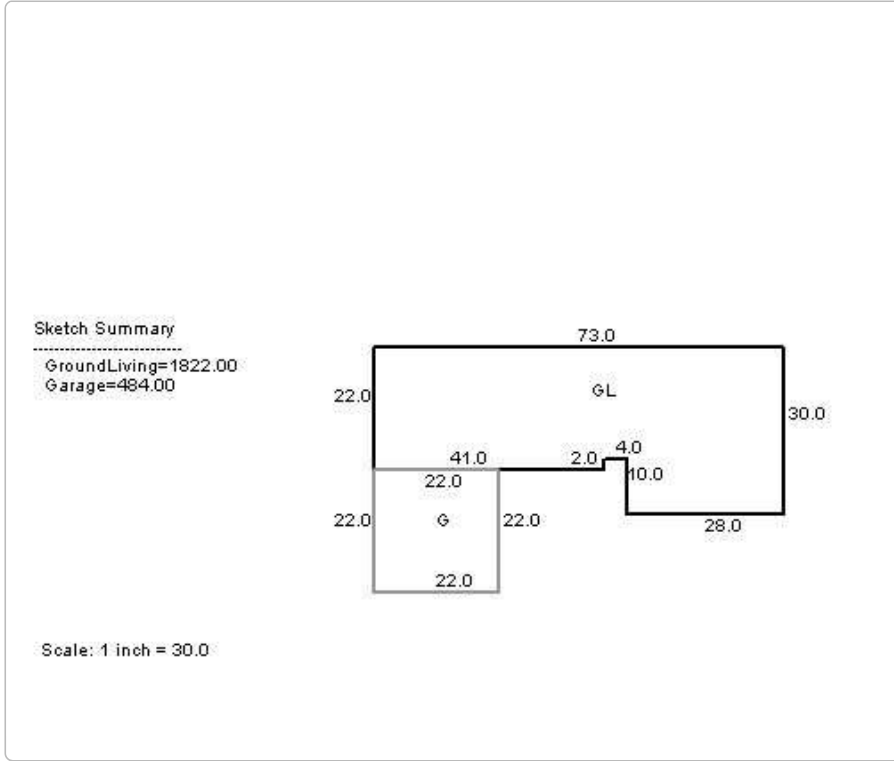 Sketch Summary
GroundLiving=1822.00
Garage=484.00
73.0
22.0
GL
30.0
4.0
41.0
2.0
10.0
22.0
22.0
G
22.0
28.0
22.0
Scale: 1 inch = 30.0